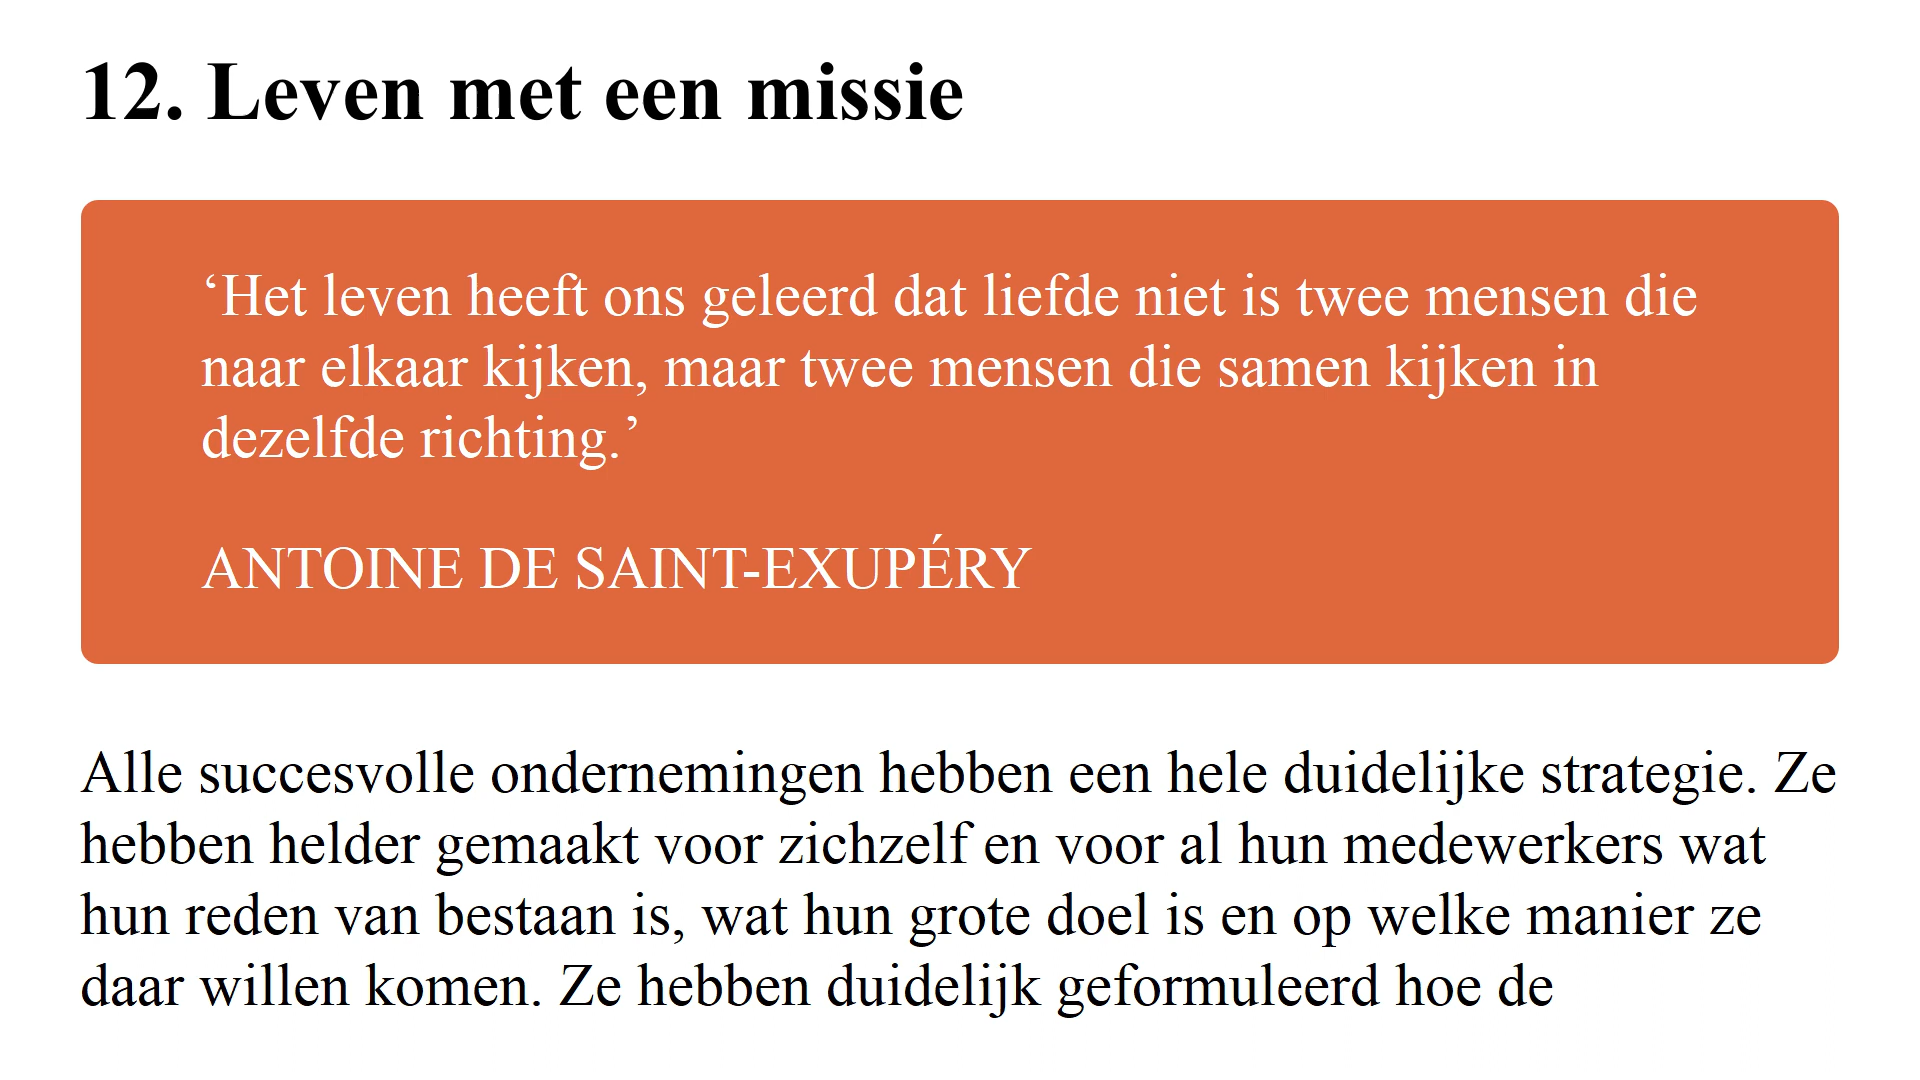 12. Leven met een missie
‘Het leven heeft ons geleerd dat liefde niet is twee mensen die
naar elkaar kijken, maar twee mensen die samen kijken in
dezelfde richting.’
ANTOINE DE SAINT-EXUPÉRY
Alle succesvolle ondernemingen hebben een hele duidelijke strategie. Ze
hebben helder gemaakt voor zichzelf en voor al hun medewerkers wat
hun reden van bestaan is, wat hun grote doel is en op welke manier ze
daar willen komen. Ze hebben duidelijk geformuleerd hoe de